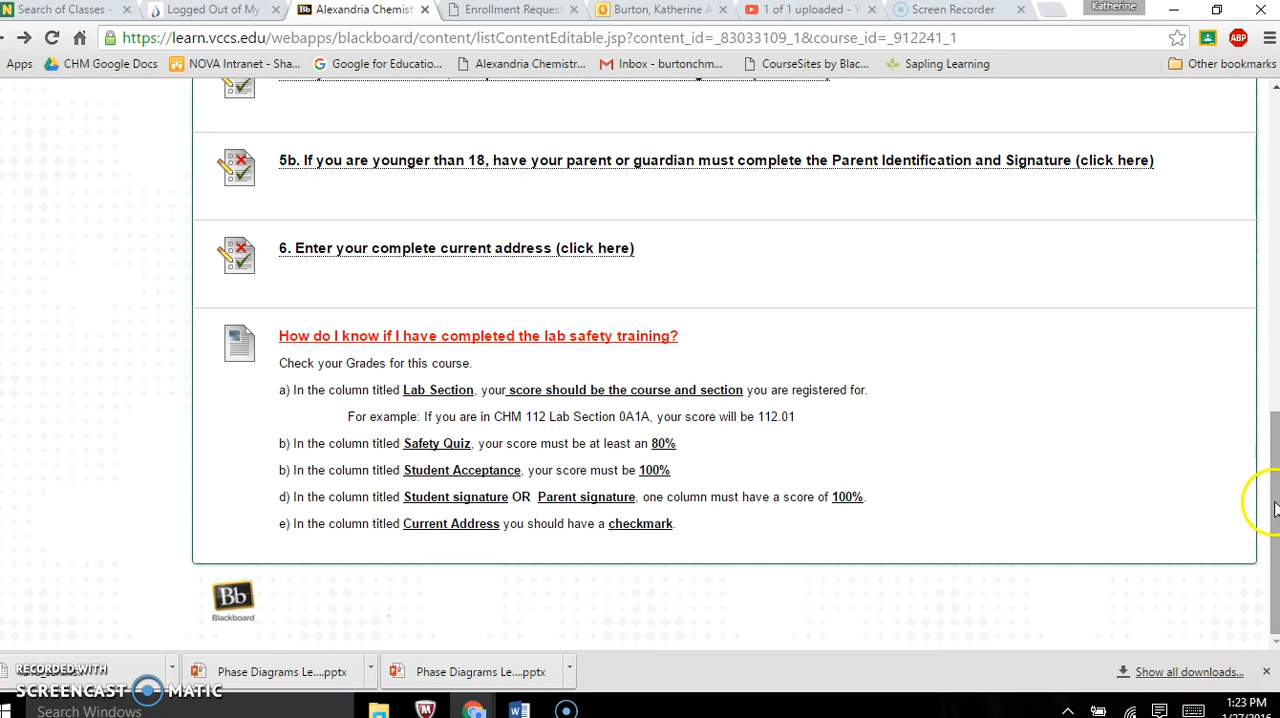 Search of Classes -
Logged Out of My
Alexandria Chemist
Enrollment Reques
Burton, Katherine
1 of 1 uploaded - Y
Screen Recorder
Katherine
https://learn.vccs.edu/webapps/blackboard/content/listContentEditable.jsp?content_id=_83033109_1&course_id=_912241_1
ABP
Apps
CHM Google Docs
NOVA Intranet - Sha...
Google for Educatio...
Alexandria Chemistr...
Inbox - burtonchm...
CourseSites by Blac...
Sapling Learning
Other bookmarks
5b. If you are younger than 18, have your parent or guardian must complete the Parent Identification and Signature (click here)
6. Enter your complete current address (click here)
How do I know if I have completed the lab safety training?
Check your Grades for this course.
a) In the column titled Lab Section, your score should be the course and section you are registered for.
For example: If you are in CHM 112 Lab Section 0A1A, your score will be 112.01
b) In the column titled Safety Quiz, your score must be at least an 80%
b) In the column titled Student Acceptance, your score must be 100%
d) In the column titled Student signature OR Parent signature, one column must have a score of 100%.
e) In the column titled Current Address you should have a checkmark.
Bb
Blackboard
Phase Diagrams Le....pptx
Phase Diagrams Le....pptx
Show all downloads...
RECORDED WITH
SCREENCAST MATIC
Search Windows
1:23 PM